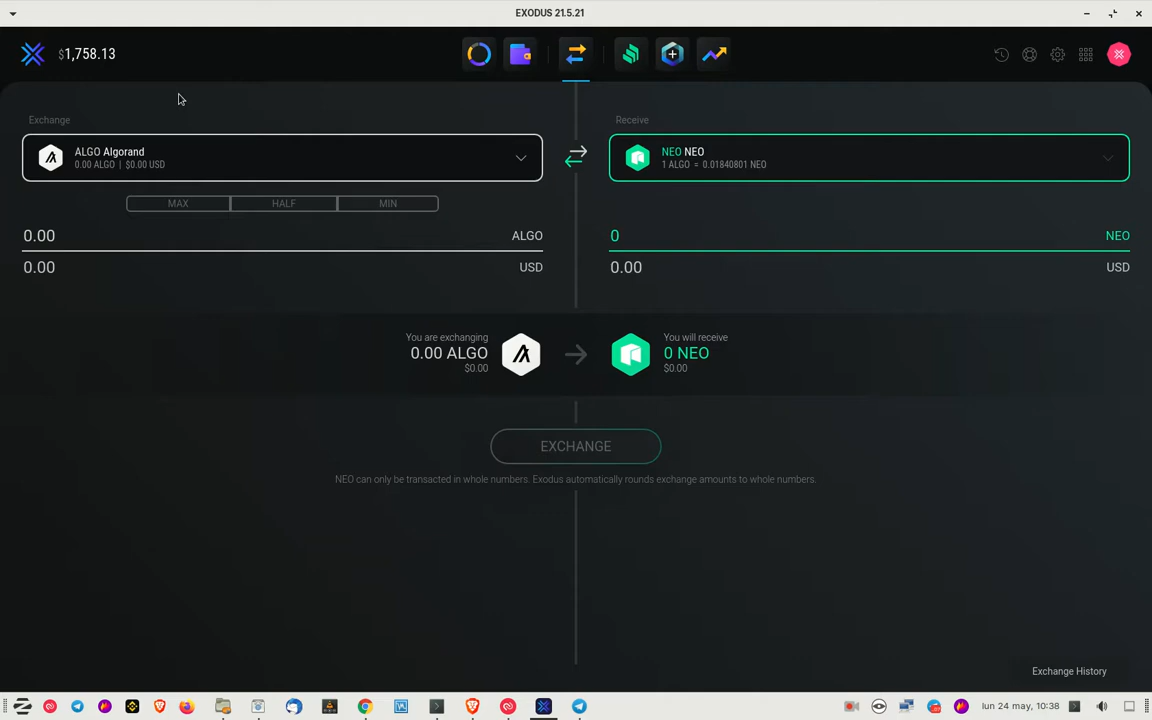 EXODUS 21.5.21
$1,758.13
Exchange
Receive
ALGO Algorand
0.00 ALGO | $0.00 USD
NEO NEO
1 ALGO = 0.01840801 NEO
MAX
HALF
MIN
0.00 ALGO
0 NEO
0.00 USD
0.00 USD
You are exchanging
0.00 ALGO
$0.00
You will receive
0 NEO
$0.00
EXCHANGE
NEO can only be transacted in whole numbers. Exodus automatically rounds exchange amounts to whole numbers.
Exchange History
lun 24 may, 10:38